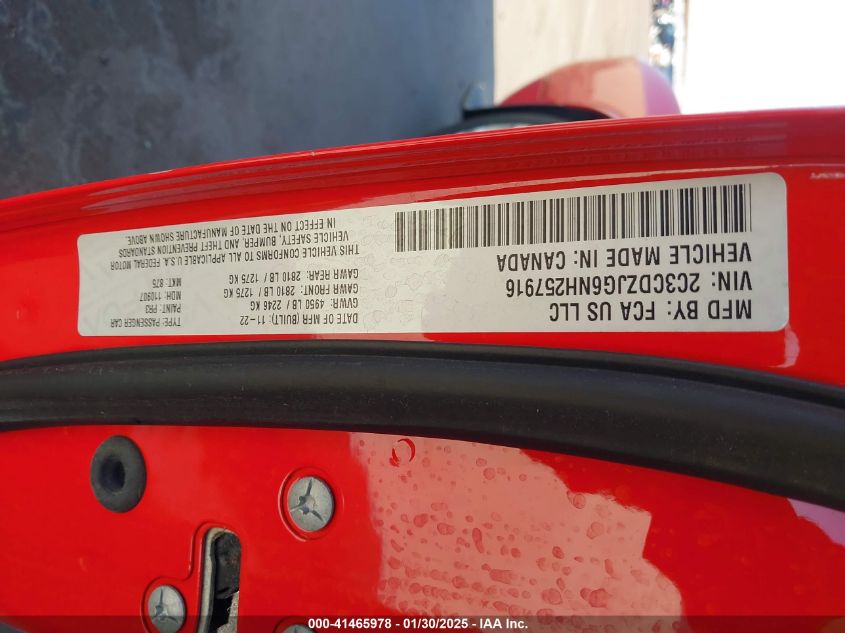 MFD BY: FCA US LLC
VIN: 2C3CDZJG6NH257916
VEHICLE MADE IN: CANADA
DATE OF MFR (BUILT): 11-22
GVWR: 4950 LB / 2246 KG
GAWR FRONT: 2810 LB / 1275 KG
GAWR REAR: 2810 LB / 1275 KG
THIS VEHICLE CONFORMS TO ALL APPLICABLE U.S.A. FEDERAL MOTOR
VEHICLE SAFETY, BUMPER, AND THEFT PREVENTION STANDARDS
IN EFFECT ON THE DATE OF MANUFACTURE SHOWN ABOVE.
TYPE: PASSENGER CAR
PAINT: PR3
MDH: 110907
MKT: 875
000-41465978 - 01/30/2025 - IAA Inc.